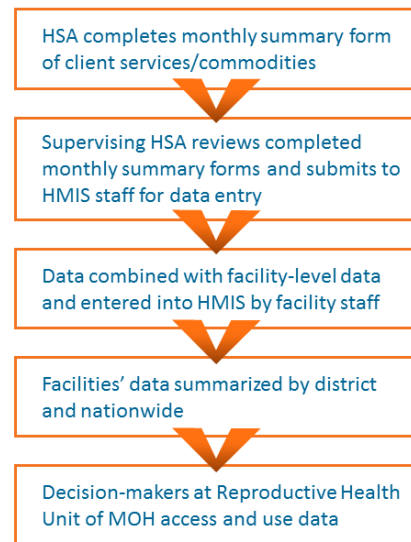 HSA completes monthly summary form
of client services/commodities
Supervising HSA reviews completed
monthly summary forms and submits to
HMIS staff for data entry
Data combined with facility-level data
and entered into HMIS by facility staff
Facilities’ data summarized by district
and nationwide
Decision-makers at Reproductive Health
Unit of MOH access and use data